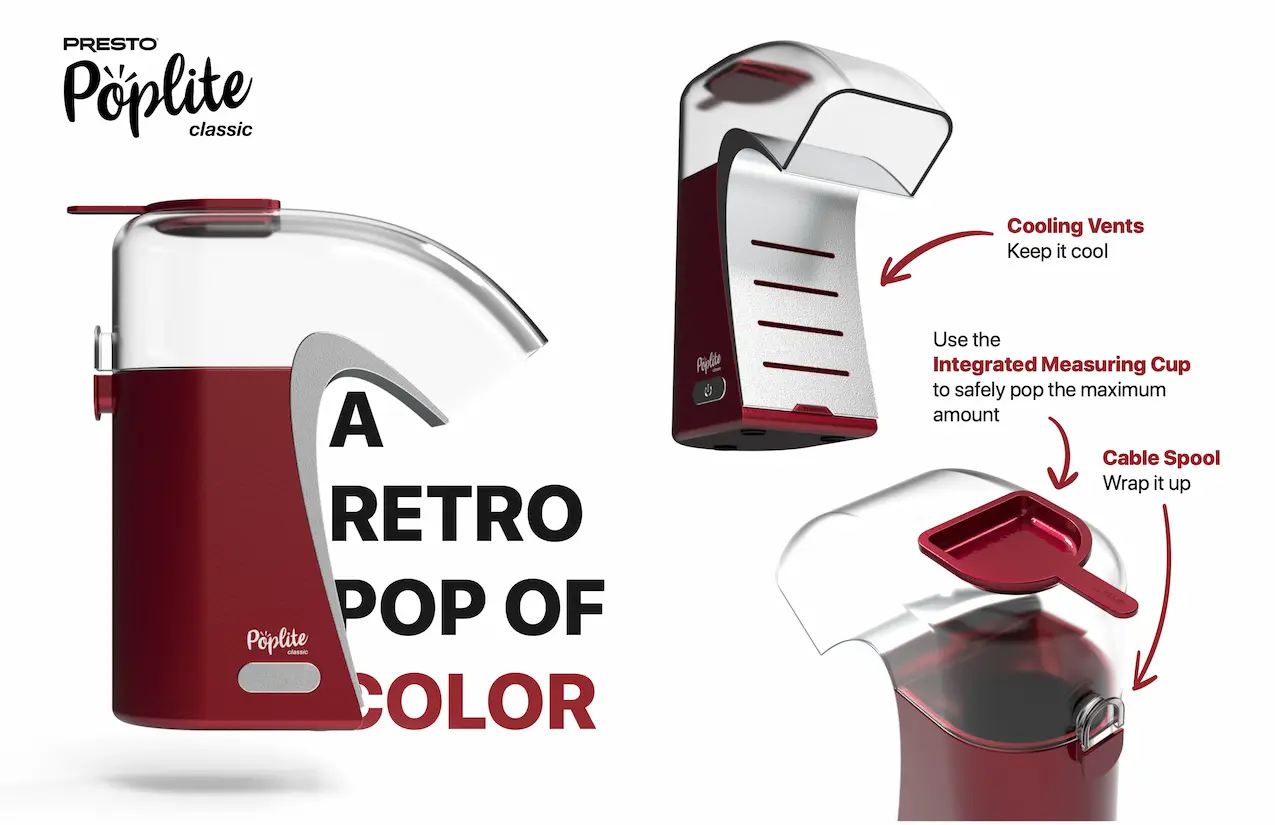 PRESTO
Poplite
classic
A
RETRO
POP OF
COLOR
Poplite
classic
Poplite
classic
Cooling Vents
Keep it cool
Use the
Integrated Measuring Cup
to safely pop the maximum
amount
Cable Spool
Wrap it up